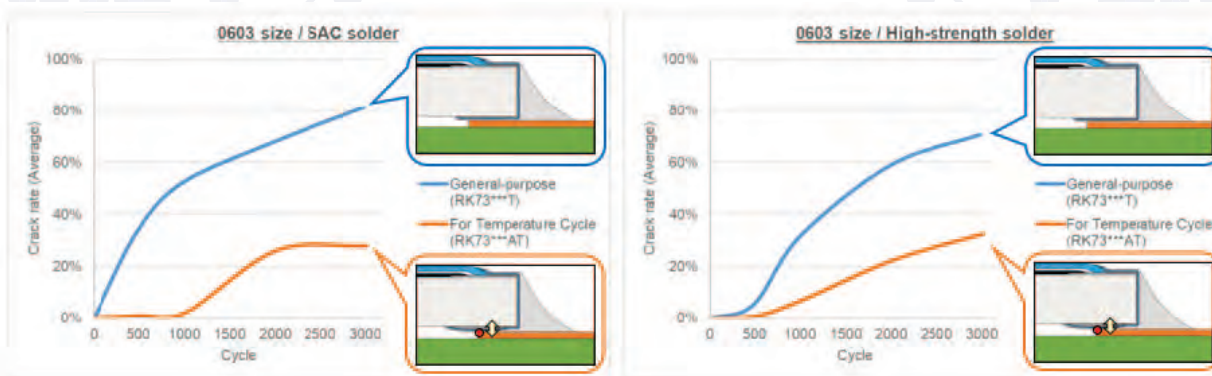 0603 size / SAC solder
100%
80%
60%
40%
20%
0%
Crack rate (Average)
0 500 1000 1500 2000 2500 3000
Cycle
General-purpose
(RK73***T)
For Temperature Cycle
(RK73***AT)
0603 size / High-strength solder
100%
80%
60%
40%
20%
0%
Crack rate (Average)
0 500 1000 1500 2000 2500 3000
Cycle
General-purpose
(RK73***T)
For Temperature Cycle
(RK73***AT)